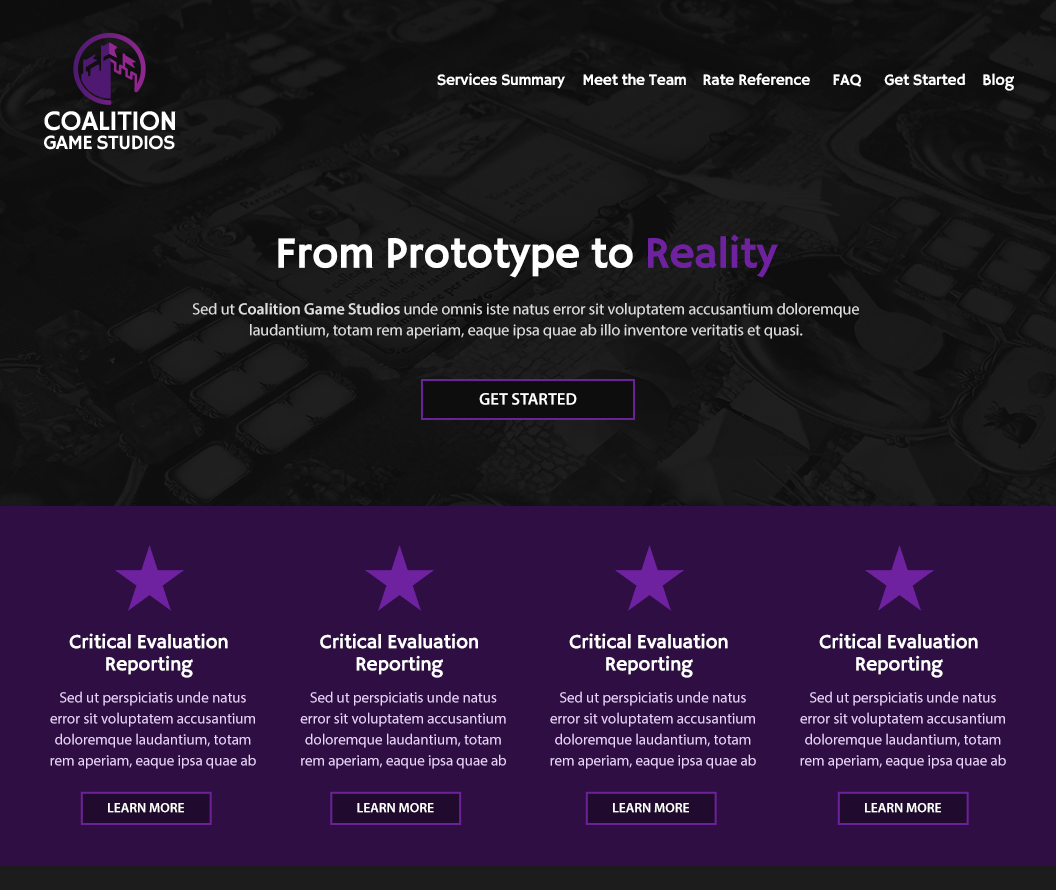 COALITION
GAME STUDIOS
Services Summary Meet the Team Rate Reference FAQ Get Started Blog
From Prototype to Reality
Sed ut Coalition Game Studios unde omnis iste natus error sit voluptatem accusantium doloremque
laudantium, totam rem aperiam, eaque ipsa quae ab illo inventore veritatis et quasi.
GET STARTED
Critical Evaluation
Reporting
Sed ut perspiciatis unde natus
error sit voluptatem accusantium
doloremque laudantium, totam
rem aperiam, eaque ipsa quae ab
LEARN MORE
Critical Evaluation
Reporting
Sed ut perspiciatis unde natus
error sit voluptatem accusantium
doloremque laudantium, totam
rem aperiam, eaque ipsa quae ab
LEARN MORE
Critical Evaluation
Reporting
Sed ut perspiciatis unde natus
error sit voluptatem accusantium
doloremque laudantium, totam
rem aperiam, eaque ipsa quae ab
LEARN MORE
Critical Evaluation
Reporting
Sed ut perspiciatis unde natus
error sit voluptatem accusantium
doloremque laudantium, totam
rem aperiam, eaque ipsa quae ab
LEARN MORE